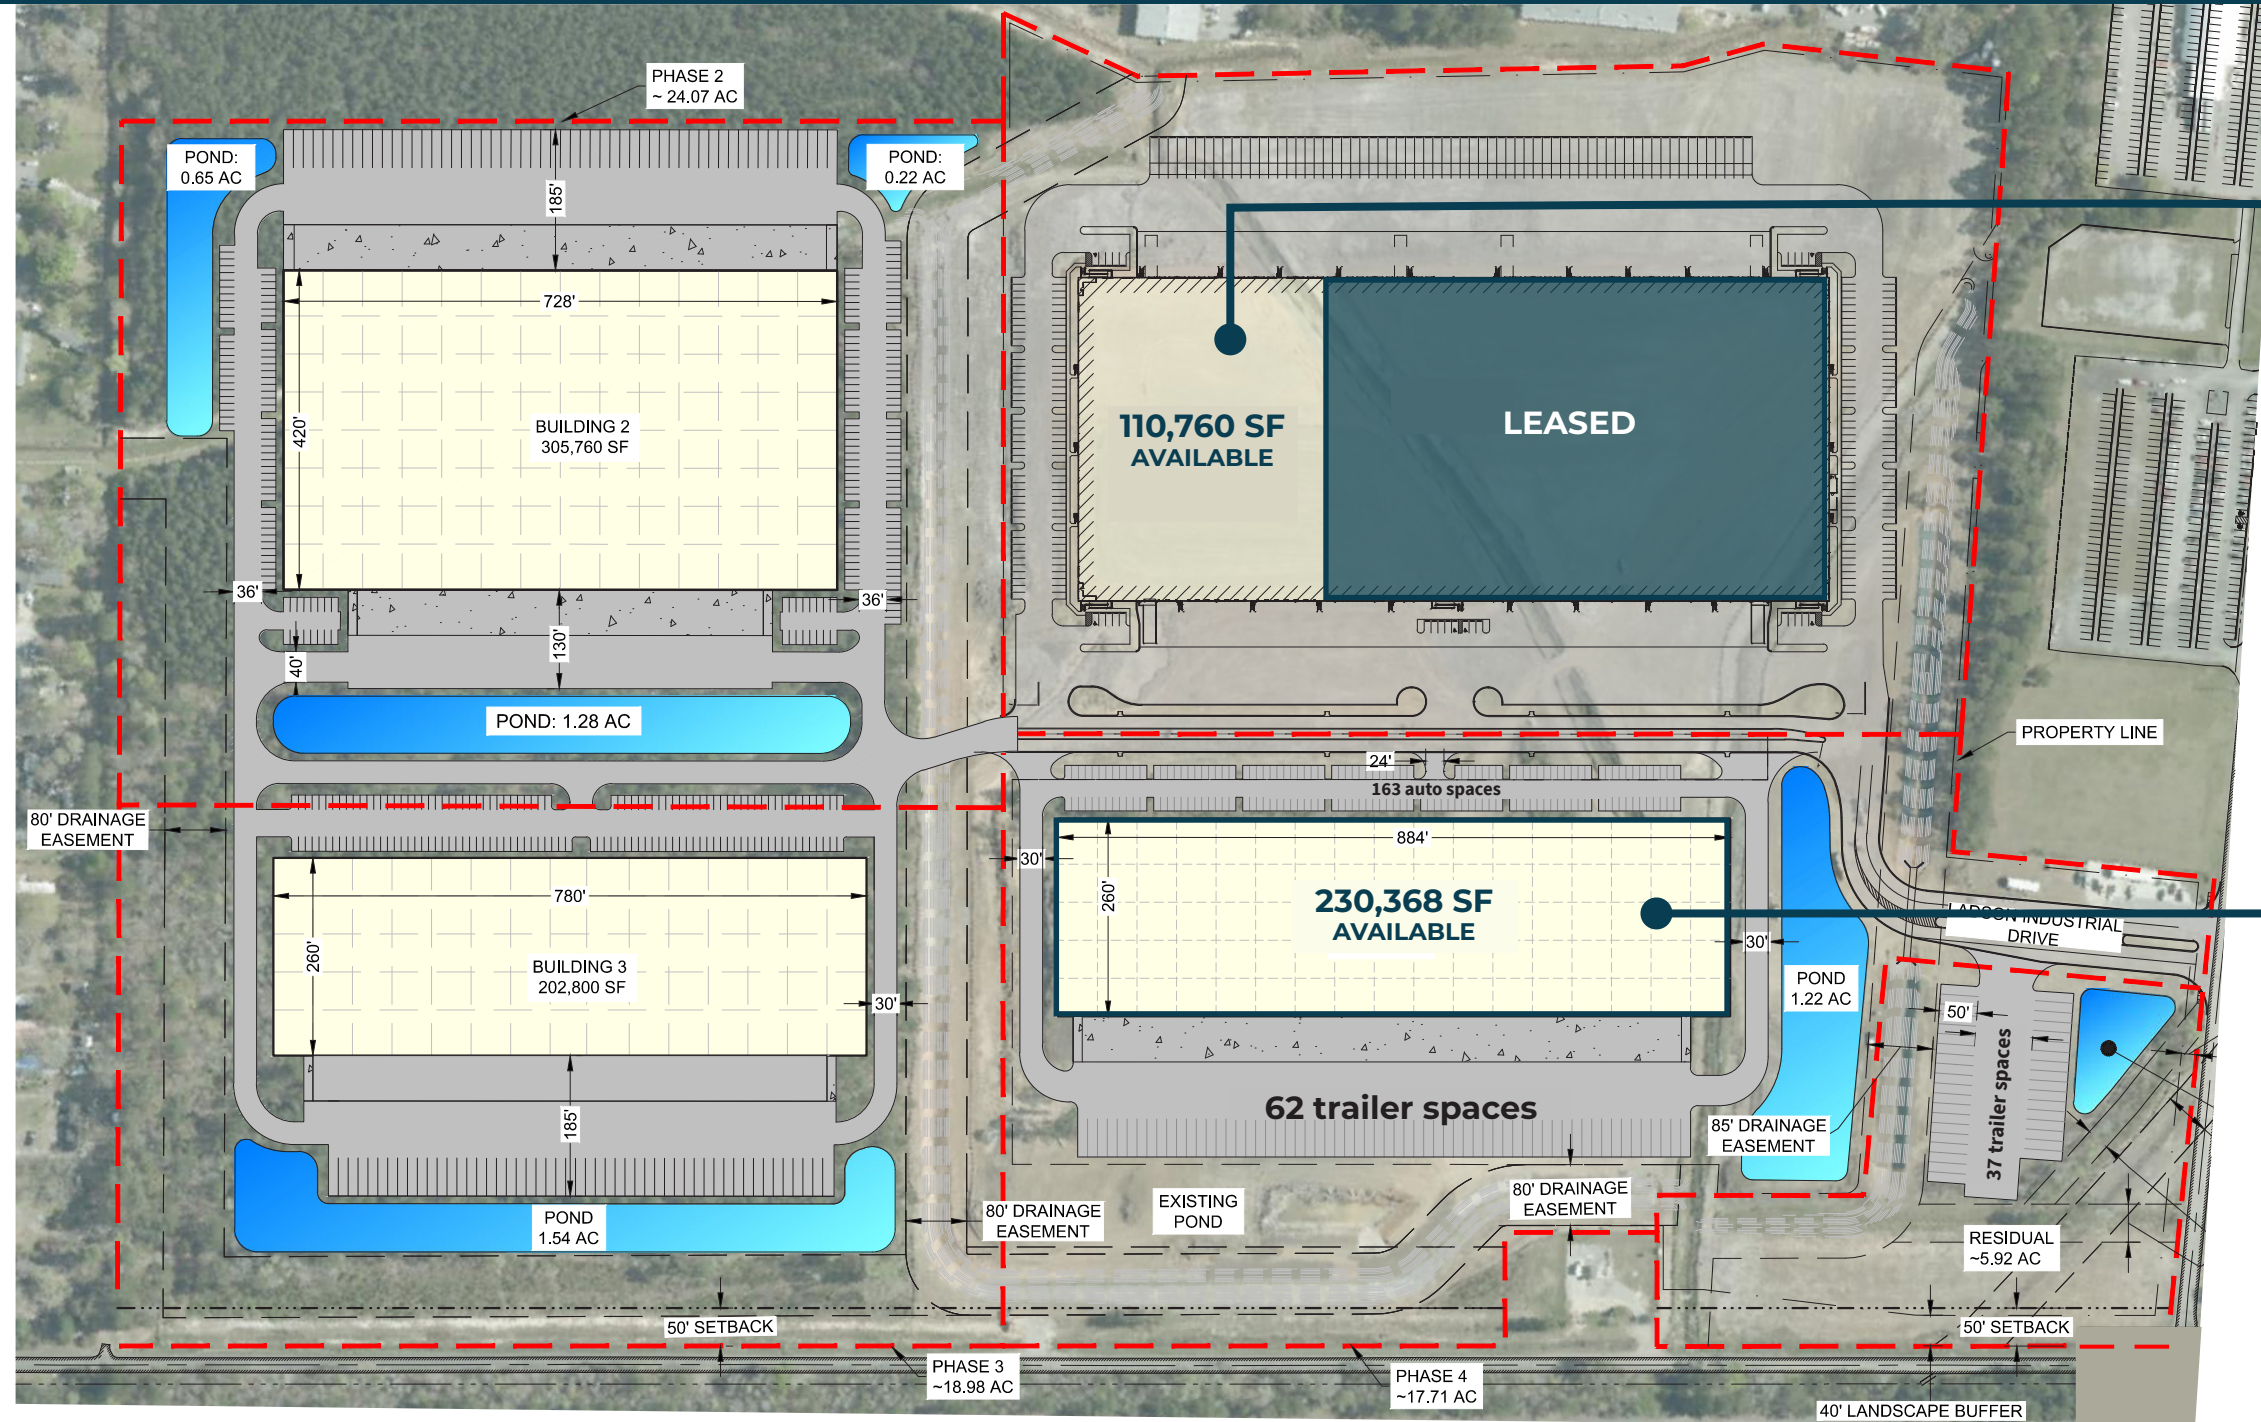 PHASE 2
~ 24.07 AC
POND:
0.65 AC
POND:
0.22 AC
185'
728'
420'
BUILDING 2
305,760 SF
110,760 SF
AVAILABLE
LEASED
36'
36'
130'
40'
POND: 1.28 AC
PROPERTY LINE
24'
163 auto spaces
80' DRAINAGE
EASEMENT
884'
30'
260'
780'
260'
230,368 SF
AVAILABLE
LADSON INDUSTRIAL
DRIVE
30'
BUILDING 3
202,800 SF
30'
POND
1.22 AC
50'
37 trailer spaces
62 trailer spaces
185'
85' DRAINAGE
EASEMENT
80' DRAINAGE
EASEMENT
EXISTING
POND
80' DRAINAGE
EASEMENT
POND
1.54 AC
RESIDUAL
~5.92 AC
50' SETBACK
50' SETBACK
PHASE 3
~18.98 AC
PHASE 4
~17.71 AC
40' LANDSCAPE BUFFER